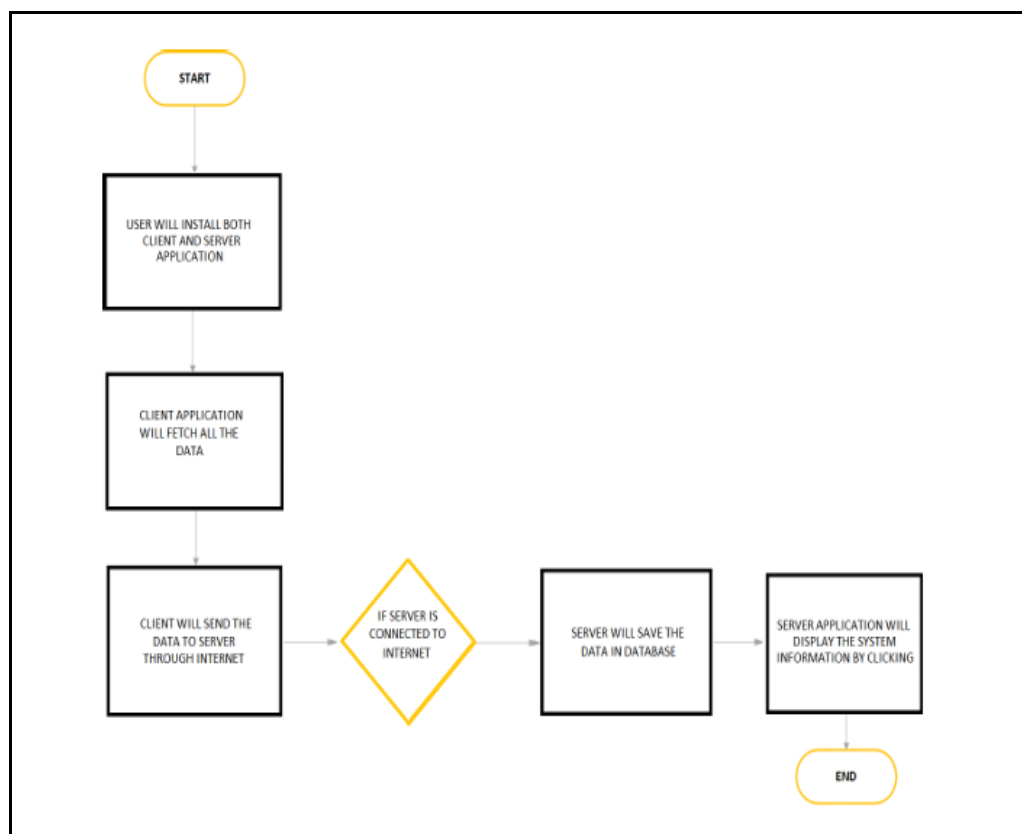 START
USER WILL INSTALL BOTH
CLIENT AND SERVER
APPLICATION
CLIENT APPLICATION
WILL FETCH ALL THE
DATA
CLIENT WILL SEND THE
DATA TO SERVER
THROUGH INTERNET
IF SERVER IS
CONNECTED TO
INTERNET
SERVER WILL SAVE THE
DATA IN DATABASE
SERVER APPLICATION WILL
DISPLAY THE SYSTEM
INFORMATION BY CLICKING
END